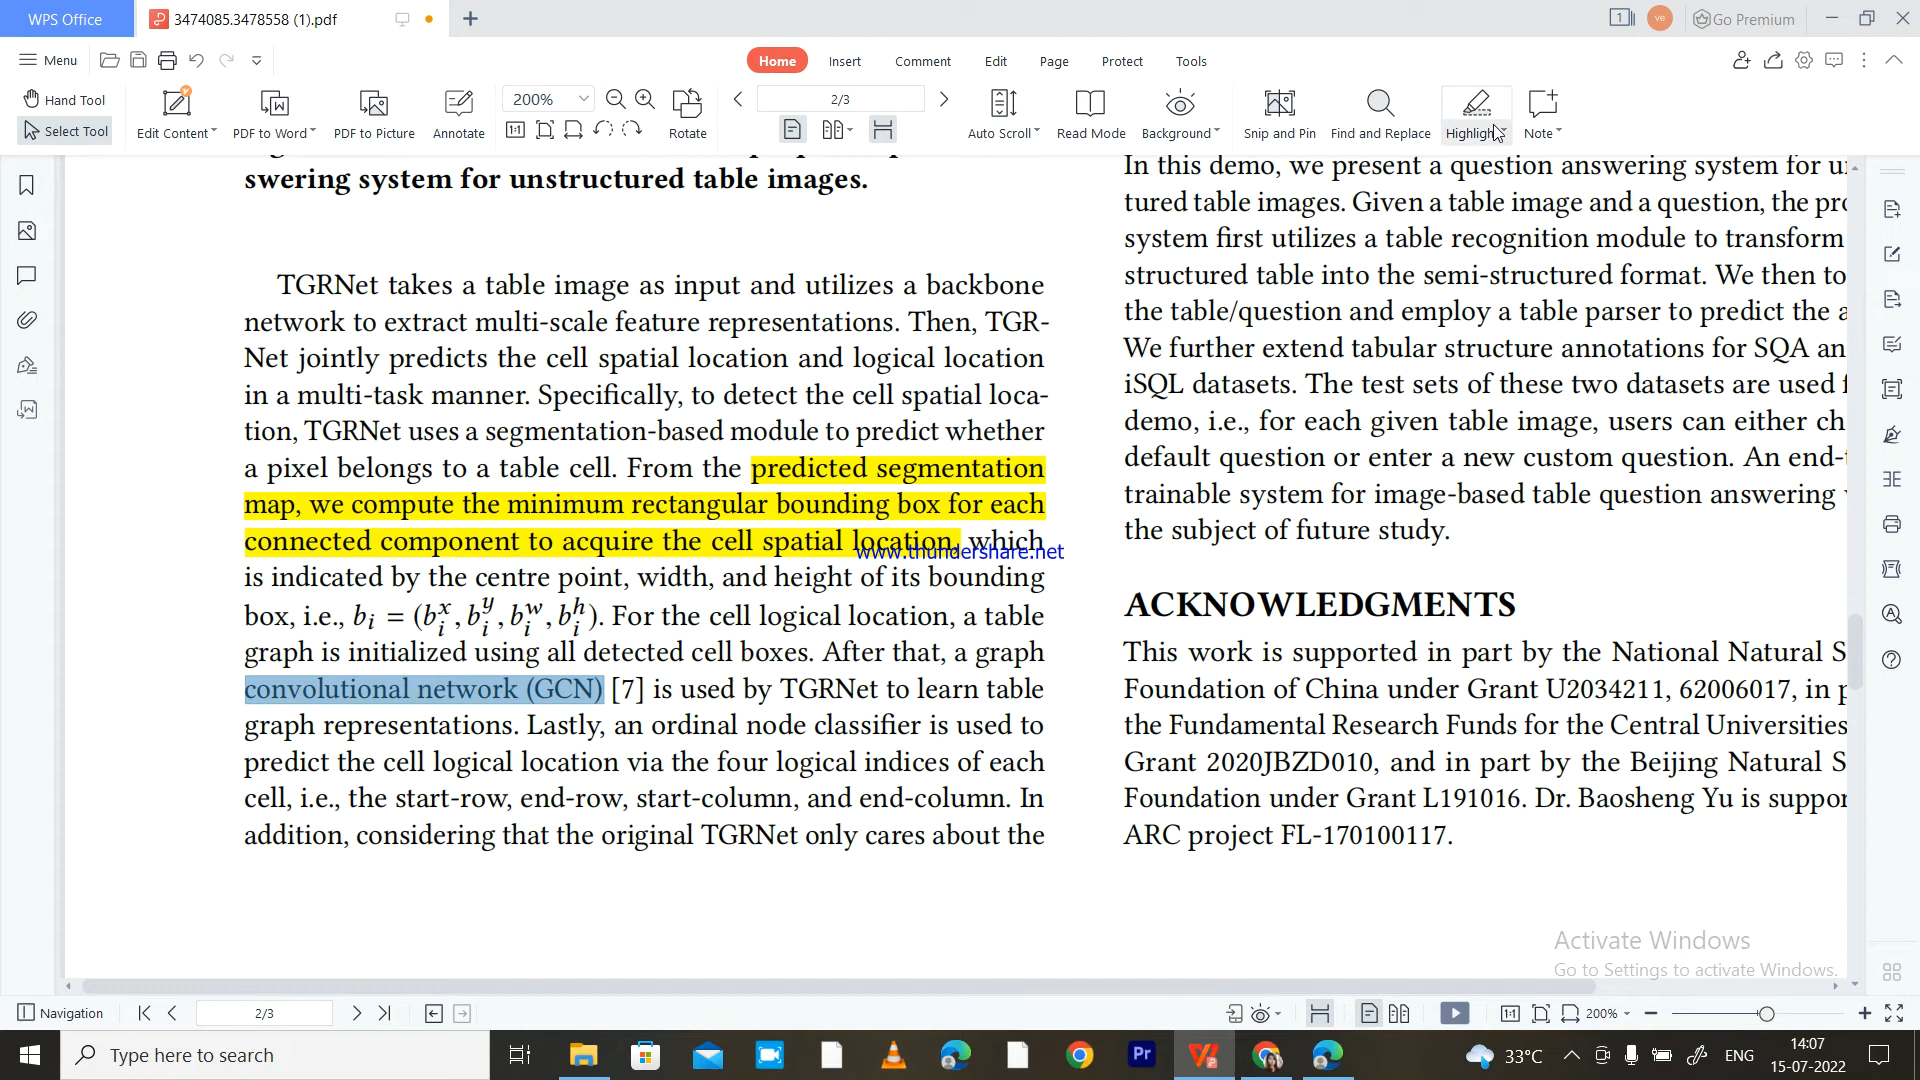 WPS Office
3474085.3478558 (1).pdf
1
ve
Go Premium
Menu
Home Insert Comment Edit Page Protect Tools
Hand Tool
Select Tool
Edit Content
PDF to Word
PDF to Picture
Annotate
200%
1:1
Rotate
2/3
Auto Scroll
Read Mode
Background
Snip and Pin
Find and Replace
Highlight
Note
swering system for unstructured table images.
TGRNet takes a table image as input and utilizes a backbone
network to extract multi-scale feature representations. Then, TGR-
Net jointly predicts the cell spatial location and logical location
in a multi-task manner. Specifically, to detect the cell spatial loca-
tion, TGRNet uses a segmentation-based module to predict whether
a pixel belongs to a table cell. From the predicted segmentation
map, we compute the minimum rectangular bounding box for each
connected component to acquire the cell spatial location, which
is indicated by the centre point, width, and height of its bounding
box, i.e., bᵢ = (bᵢˣ, bᵢʸ, bᵢʷ, bᵢʰ). For the cell logical location, a table
graph is initialized using all detected cell boxes. After that, a graph
convolutional network (GCN) [7] is used by TGRNet to learn table
graph representations. Lastly, an ordinal node classifier is used to
predict the cell logical location via the four logical indices of each
cell, i.e., the start-row, end-row, start-column, and end-column. In
addition, considering that the original TGRNet only cares about the
www.thundershare.net
In this demo, we present a question answering system for
tured table images. Given a table image and a question, the
system first utilizes a table recognition module to transform
structured table into the semi-structured format. We then
the table/question and employ a table parser to predict the
We further extend tabular structure annotations for SQA
iSQL datasets. The test sets of these two datasets are used
demo, i.e., for each given table image, users can either
default question or enter a new custom question. An end-
trainable system for image-based table question answering
the subject of future study.
ACKNOWLEDGMENTS
This work is supported in part by the National Natural S
Foundation of China under Grant U2034211, 62006017, in
the Fundamental Research Funds for the Central Universities
Grant 2020JBZD010, and in part by the Beijing Natural S
Foundation under Grant L191016. Dr. Baosheng Yu is suppor
ARC project FL-170100117.
Activate Windows
Go to Settings to activate Windows.
Navigation
2/3
1:1
200%
Type here to search
Pr
33°C
ENG
14:07
15-07-2022